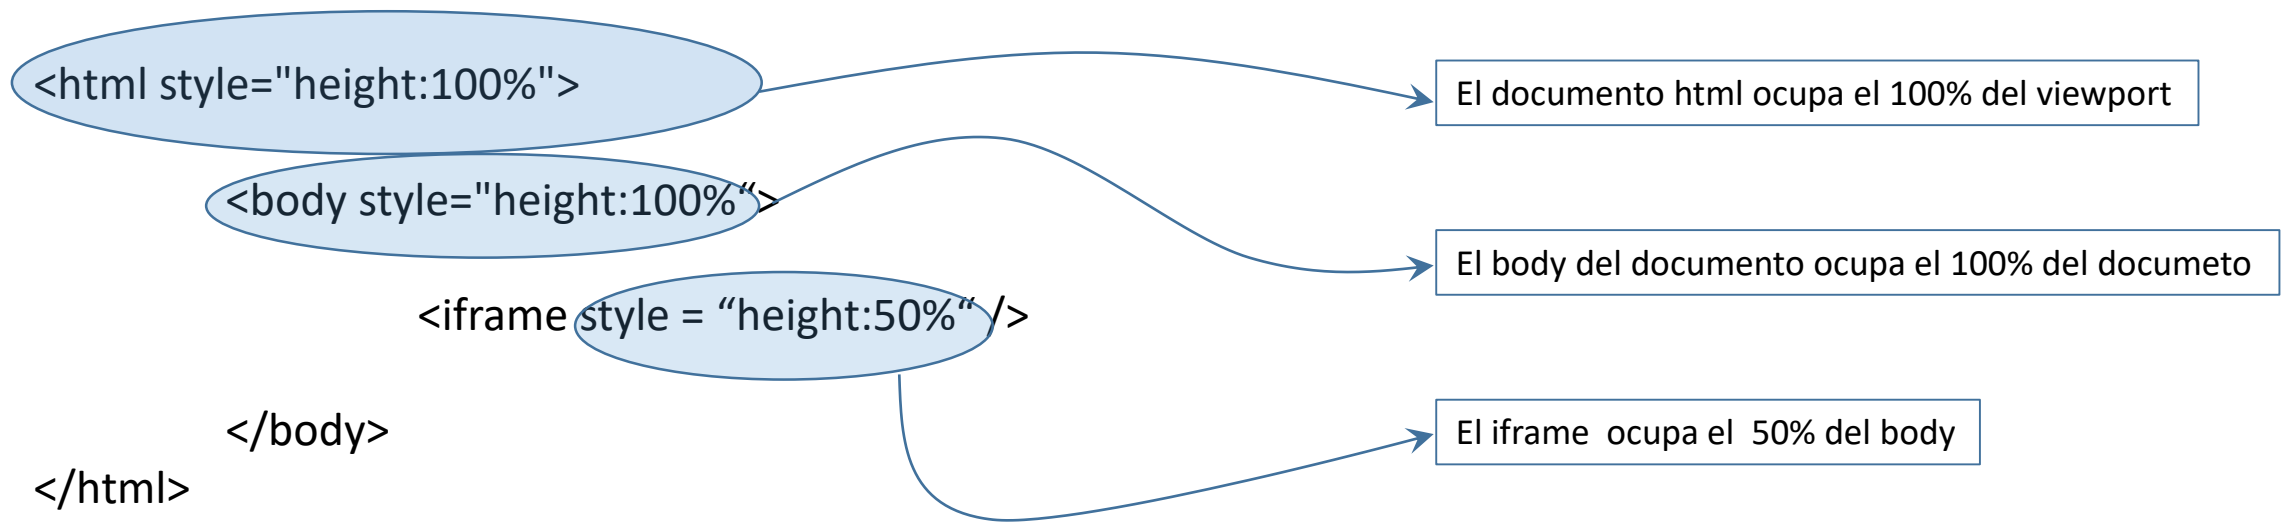 <html style="height:100%">
El documento html ocupa el 100% del viewport
<body style="height:100%“>
El body del documento ocupa el 100% del documeto
<iframe style = “height:50%“ />
El iframe  ocupa el  50% del body
</body>
</html>